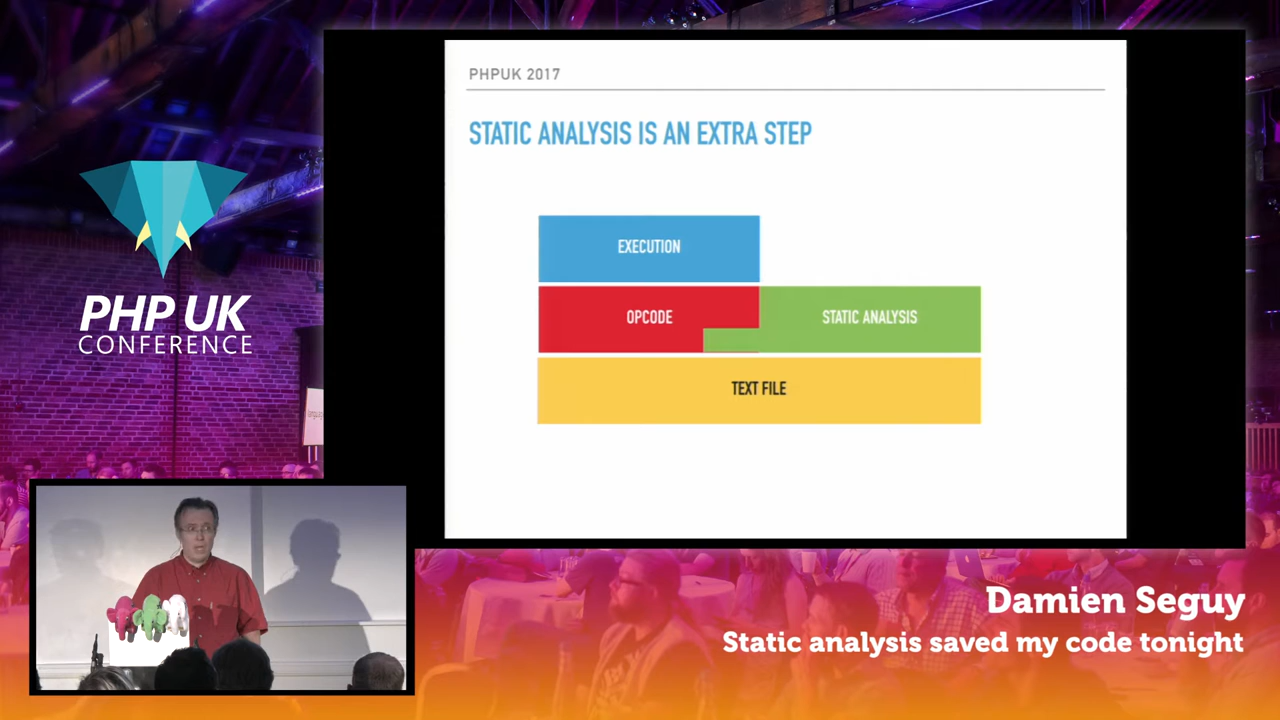 PHPUK 2017
STATIC ANALYSIS IS AN EXTRA STEP
EXECUTION
OPCODE
STATIC ANALYSIS
TEXT FILE
PHP UK
CONFERENCE
Damien Seguy
Static analysis saved my code tonight